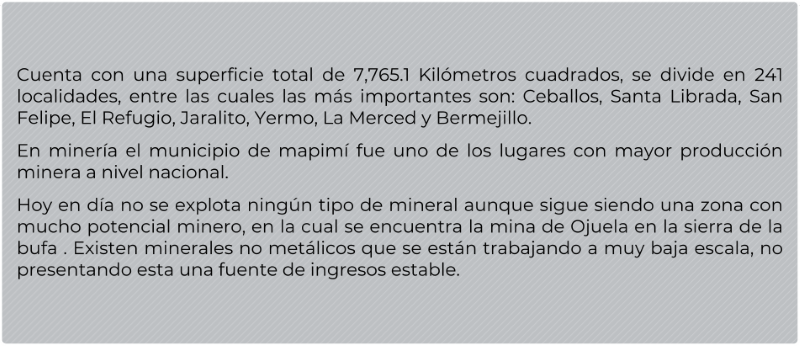 Cuenta con una superficie total de 7,765.1 Kilómetros cuadrados, se divide en 241
localidades, entre las cuales las más importantes son: Ceballos, Santa Librada, San
Felipe, El Refugio, Jaralito, Yermo, La Merced y Bermejillo.
En minería el municipio de mapimí fue uno de los lugares con mayor producción
minera a nivel nacional.
Hoy en día no se explota ningún tipo de mineral aunque sigue siendo una zona con
mucho potencial minero, en la cual se encuentra la mina de Ojuela en la sierra de la
bufa . Existen minerales no metálicos que se están trabajando a muy baja escala, no
presentando esta una fuente de ingresos estable.